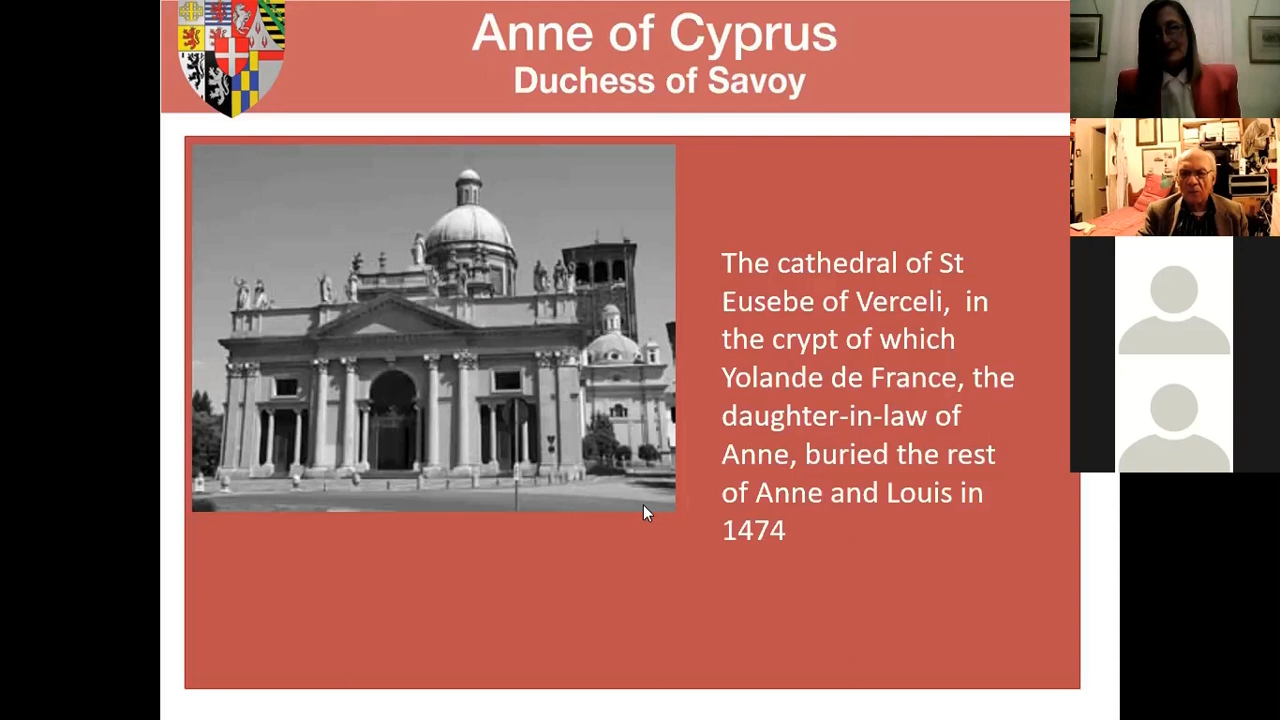 Anne of Cyprus
Duchess of Savoy
The cathedral of St
Eusebe of Verceli, in
the crypt of which
Yolande de France, the
daughter-in-law of
Anne, buried the rest
of Anne and Louis in
1474